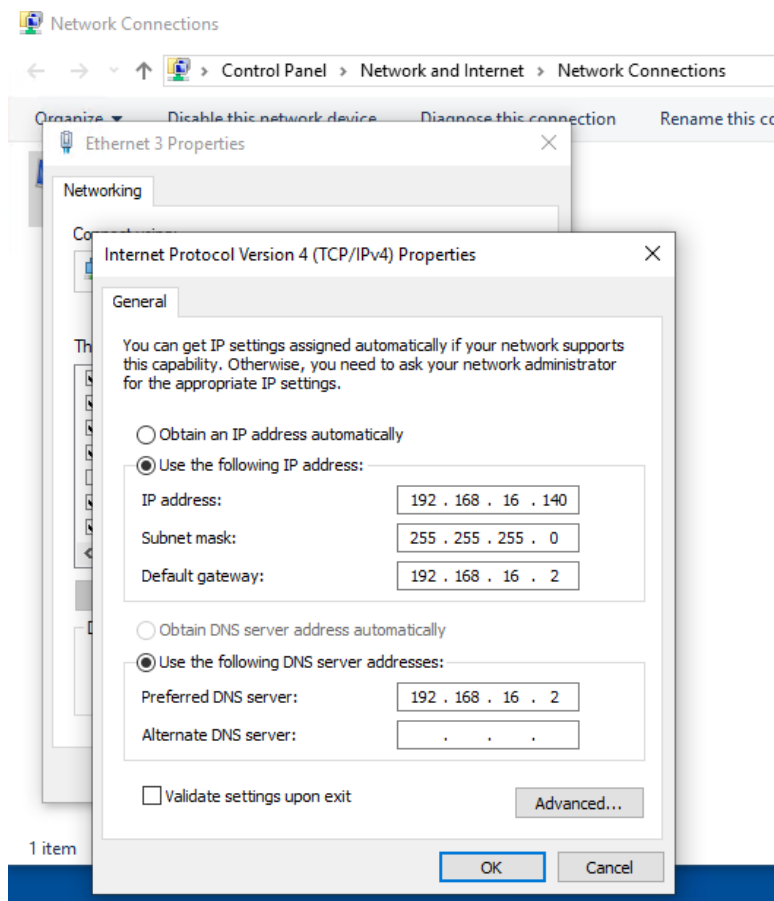 Network Connections
Control Panel > Network and Internet > Network Connections
Organize Disable this network device Diagnose this connection Rename this co
Ethernet 3 Properties
Networking
Connect using:
Th
Internet Protocol Version 4 (TCP/IPv4) Properties
General
You can get IP settings assigned automatically if your network supports
this capability. Otherwise, you need to ask your network administrator
for the appropriate IP settings.
Obtain an IP address automatically
Use the following IP address:
IP address: 192 . 168 . 16 . 140
Subnet mask: 255 . 255 . 255 . 0
Default gateway: 192 . 168 . 16 . 2
Obtain DNS server address automatically
Use the following DNS server addresses:
Preferred DNS server: 192 . 168 . 16 . 2
Alternate DNS server: . . .
Validate settings upon exit
Advanced...
OK Cancel
1 item